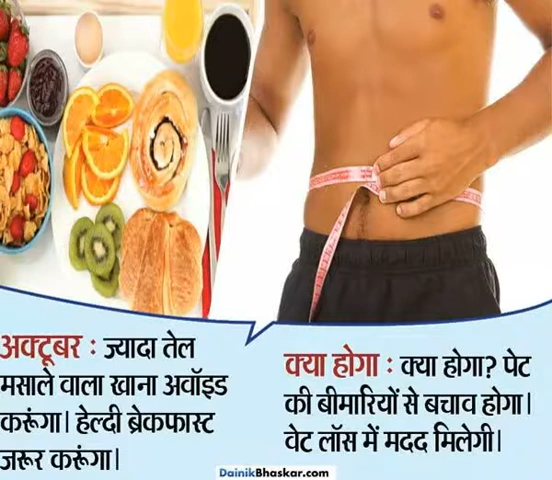 अक्टूबर : ज्यादा तेल
मसाले वाला खाना अवॉइड
करूंगा। हेल्दी ब्रेकफास्ट
जरूर करूंगा।
क्या होगा : क्या होगा? पेट
की बीमारियों से बचाव होगा।
वेट लॉस में मदद मिलेगी।
DainikBhaskar.com